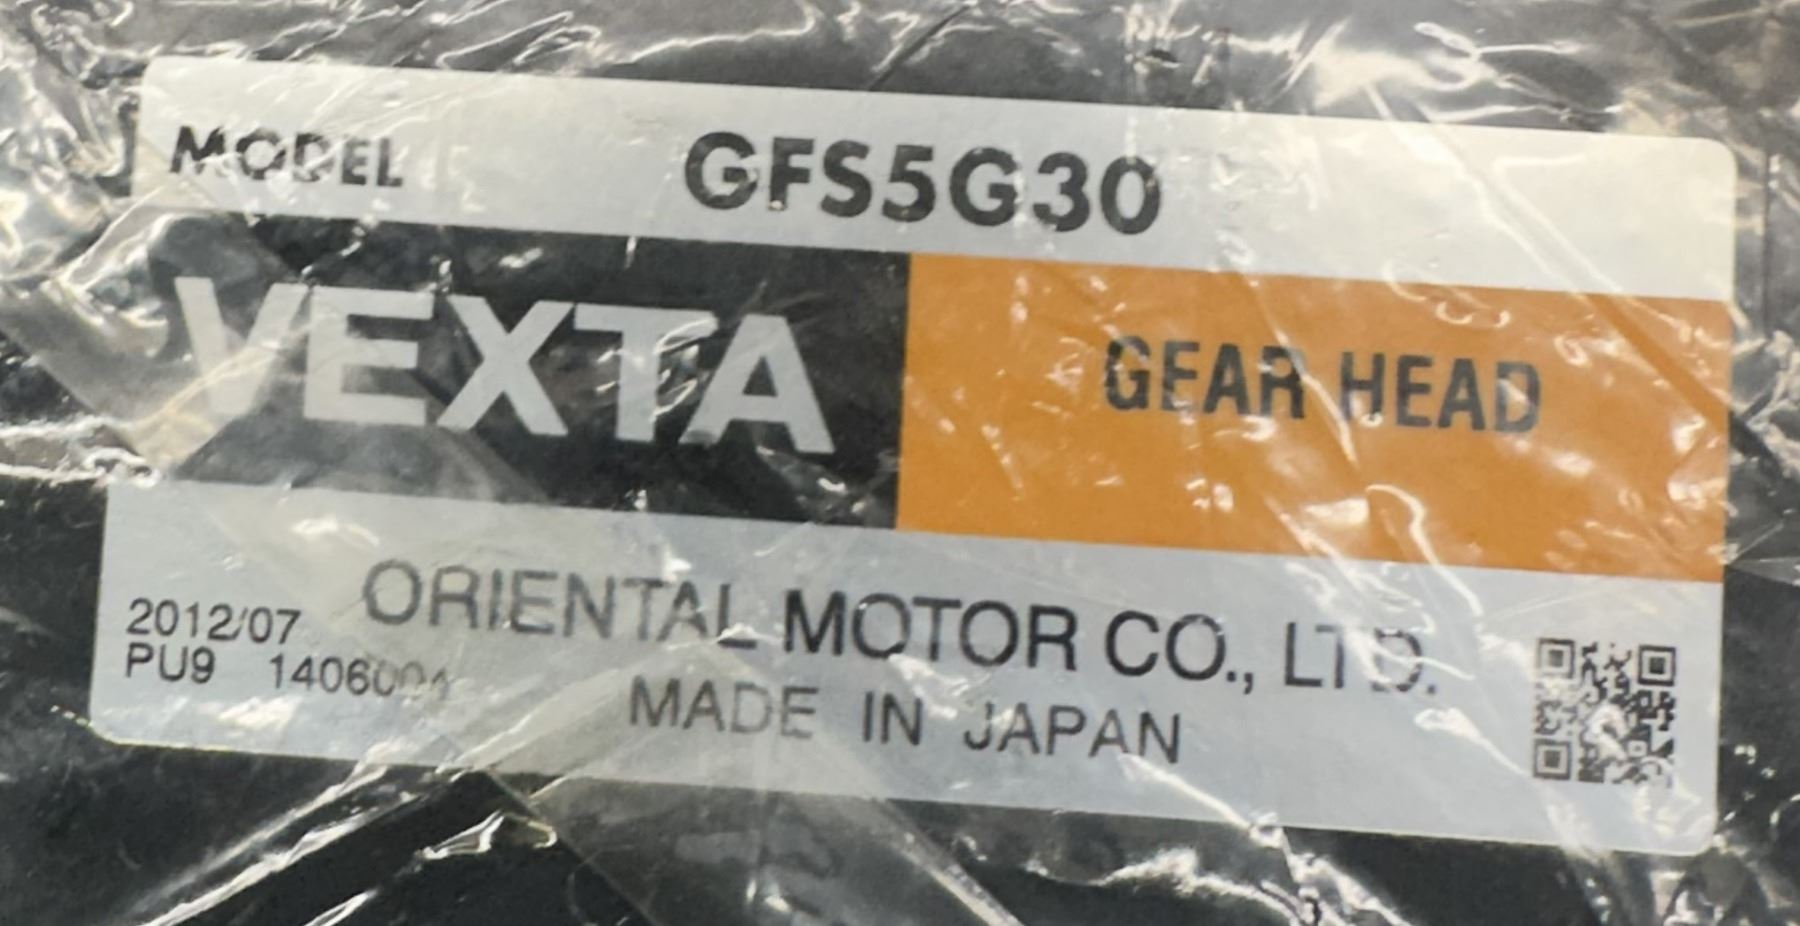 MODEL GFS5G30
VEXTA GEAR HEAD
ORIENTAL MOTOR CO., LTD.
2012/07
PU9
MADE IN JAPAN